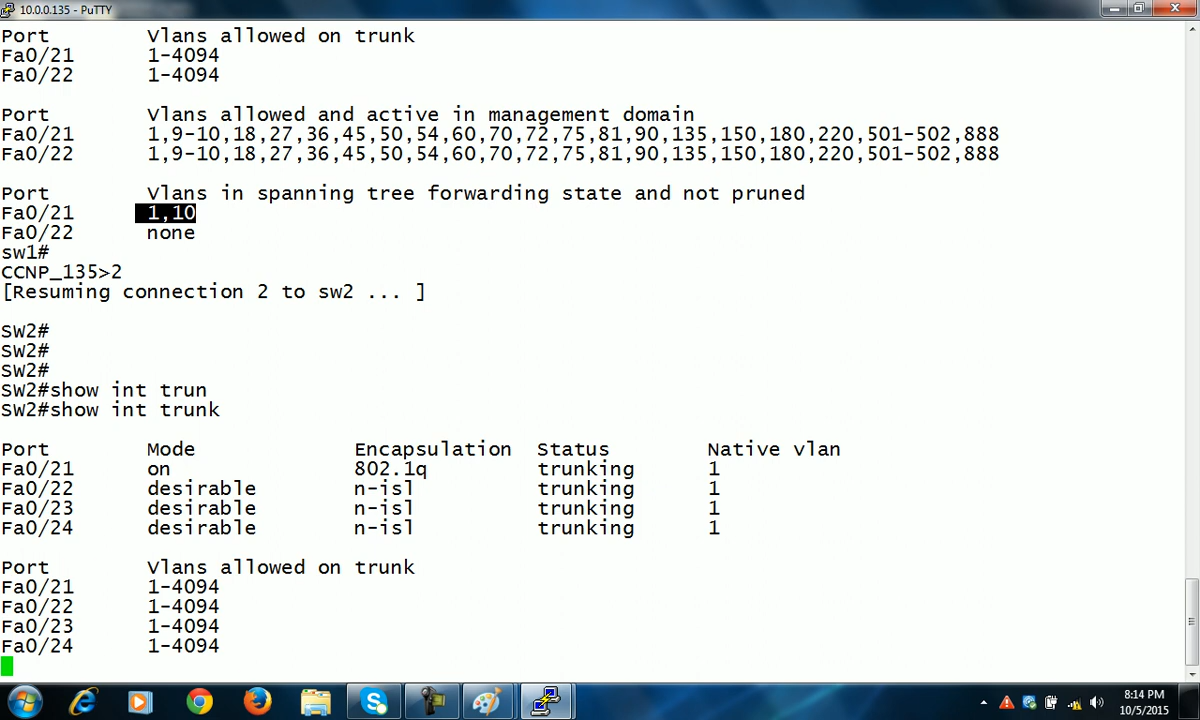 10.0.0.135 - PuTTY
Port Vlans allowed on trunk
Fa0/21 1-4094
Fa0/22 1-4094
Port Vlans allowed and active in management domain
Fa0/21 1,9-10,18,27,36,45,50,54,60,70,72,75,81,90,135,150,180,220,501-502,888
Fa0/22 1,9-10,18,27,36,45,50,54,60,70,72,75,81,90,135,150,180,220,501-502,888
Port Vlans in spanning tree forwarding state and not pruned
Fa0/21 1,10
Fa0/22 none
sw1#
CCNP_135>2
[Resuming connection 2 to sw2 ... ]
SW2#
SW2#
SW2#
SW2#show int trun
SW2#show int trunk
Port Mode Encapsulation Status Native vlan
Fa0/21 on 802.1q trunking 1
Fa0/22 desirable n-isl trunking 1
Fa0/23 desirable n-isl trunking 1
Fa0/24 desirable n-isl trunking 1
Port Vlans allowed on trunk
Fa0/21 1-4094
Fa0/22 1-4094
Fa0/23 1-4094
Fa0/24 1-4094
8:14 PM
10/5/2015